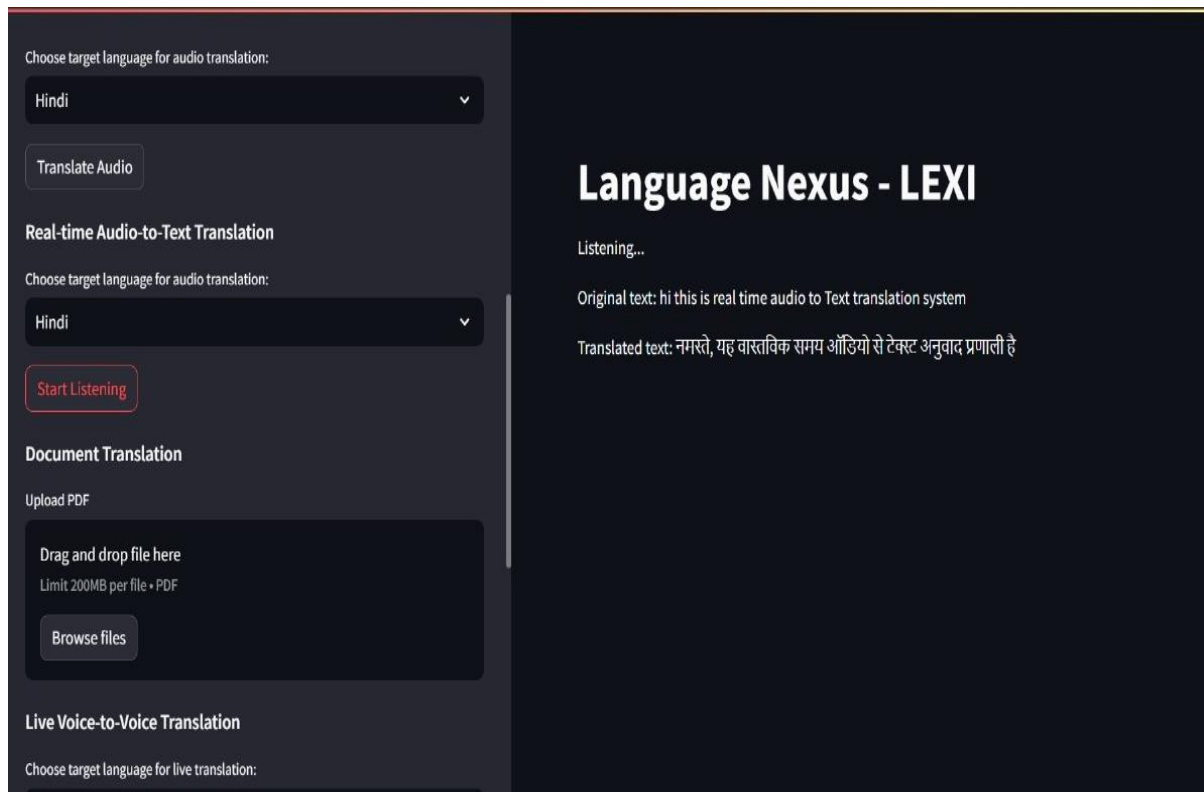 Choose target language for audio translation:
Hindi
Translate Audio
Real-time Audio-to-Text Translation
Choose target language for audio translation:
Hindi
Start Listening
Document Translation
Upload PDF
Drag and drop file here
Limit 200MB per file • PDF
Browse files
Live Voice-to-Voice Translation
Choose target language for live translation:
Language Nexus - LEXI
Listening...
Original text: hi this is real time audio to Text translation system
Translated text: नमस्ते, यह वास्तविक समय ऑडियो से टेक्स्ट अनुवाद प्रणाली है